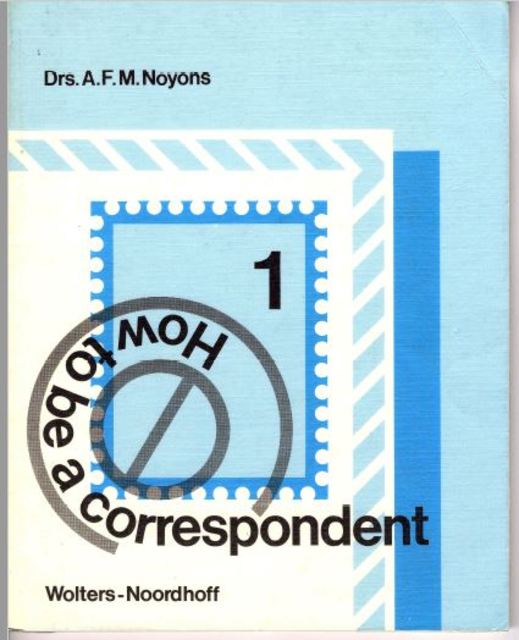 Drs. A.F.M. Noyons
1
How to be a correspondent
Wolters-Noordhoff